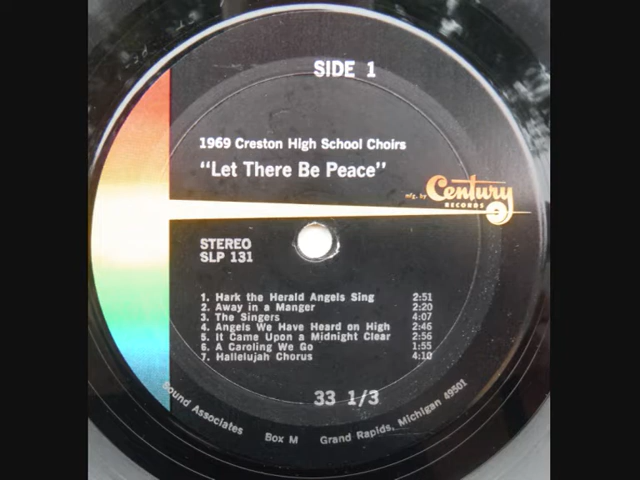 SIDE 1
1969 Creston High School Choirs
"Let There Be Peace"
mfg. by Century
RECORDS
STEREO
SLP 131
1. Hark the Herald Angels Sing 2:51
2. Away in a Manger 2:20
3. The Singers 4:07
4. Angels We Have Heard on High 2:46
5. It Came Upon a Midnight Clear 2:56
6. A Caroling We Go 1:55
7. Hallelujah Chorus 4:10
33 1/3
Sound Associates Box M Grand Rapids, Michigan 49501